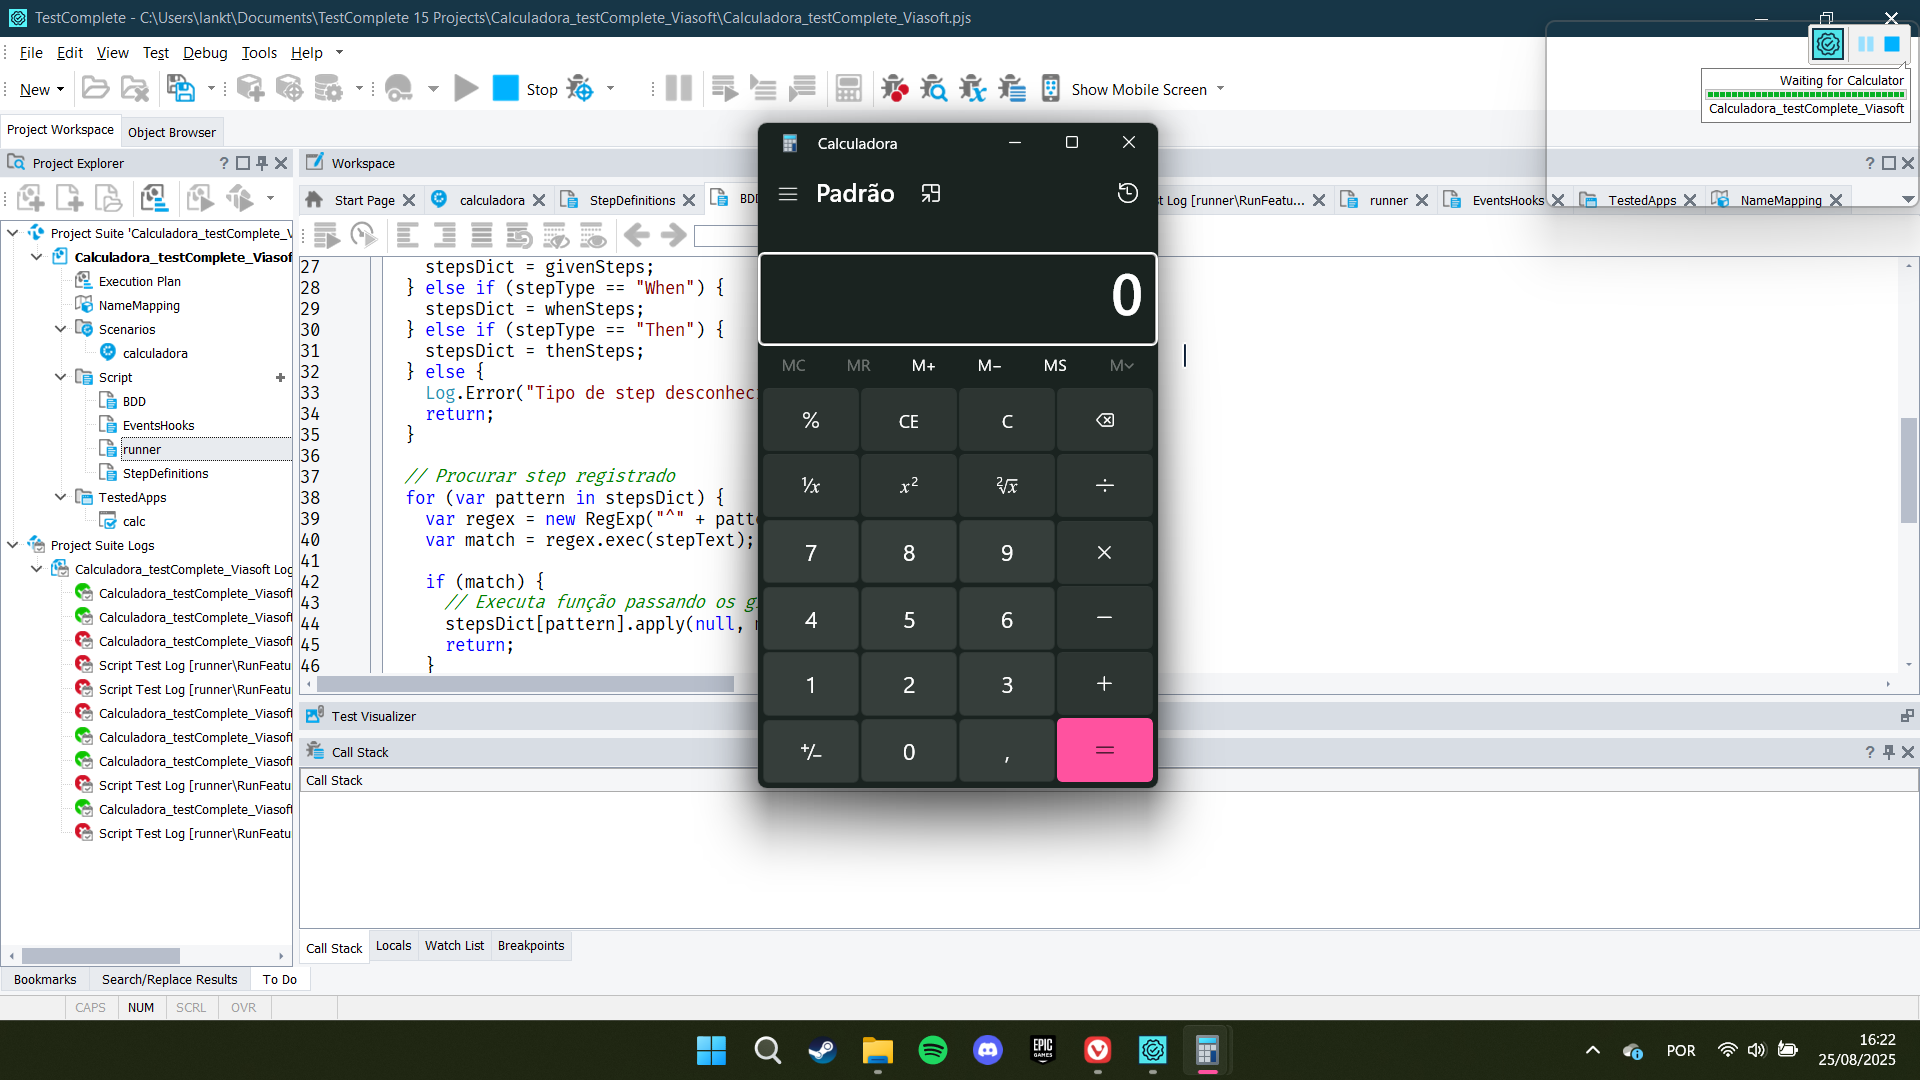 TestComplete - C:\Users\Iankt\Documents\TestComplete 15 Projects\Calculadora_testComplete_Viasoft\Calculadora_testComplete_Viasoft.pjs
File Edit View Test Debug Tools Help
New Stop Show Mobile Screen
Waiting for Calculator
Calculadora_testComplete_Viasoft
Project Workspace Object Browser
Project Explorer
Workspace
Start Page calculadora StepDefinitions BDD
st Log [runner\RunFeatu... runner EventsHooks TestedApps NameMapping
Project Suite 'Calculadora_testComplete_V
Calculadora_testComplete_Viasof
Execution Plan
NameMapping
Scenarios
calculadora
Script
BDD
EventsHooks
runner
StepDefinitions
TestedApps
calc
Project Suite Logs
Calculadora_testComplete_Viasoft Log
Calculadora_testComplete_Viasoft
Calculadora_testComplete_Viasoft
Calculadora_testComplete_Viasoft
Script Test Log [runner\RunFeatu
Script Test Log [runner\RunFeatu
Calculadora_testComplete_Viasoft
Calculadora_testComplete_Viasoft
Calculadora_testComplete_Viasoft
Script Test Log [runner\RunFeatu
Calculadora_testComplete_Viasoft
Script Test Log [runner\RunFeatu
27 stepsDict = givenSteps;
28 } else if (stepType == "When") {
29 stepsDict = whenSteps;
30 } else if (stepType == "Then") {
31 stepsDict = thenSteps;
32 } else {
33 Log.Error("Tipo de step desconhec
34 return;
35 }
36
37 // Procurar step registrado
38 for (var pattern in stepsDict) {
39 var regex = new RegExp("^" + patt
40 var match = regex.exec(stepText);
41
42 if (match) {
43 // Executa função passando os g
44 stepsDict[pattern].apply(null,
45 return;
46 }
Calculadora
Padrão
0
MC MR M+ M− MS M˅
% CE C
¹⁄x x² ²√x ÷
7 8 9 ×
4 5 6 −
1 2 3 +
+/− 0 , =
Test Visualizer
Call Stack
Call Stack
Call Stack Locals Watch List Breakpoints
Bookmarks Search/Replace Results To Do
CAPS NUM SCRL OVR
EPIC GAMES
POR
16:22
25/08/2025